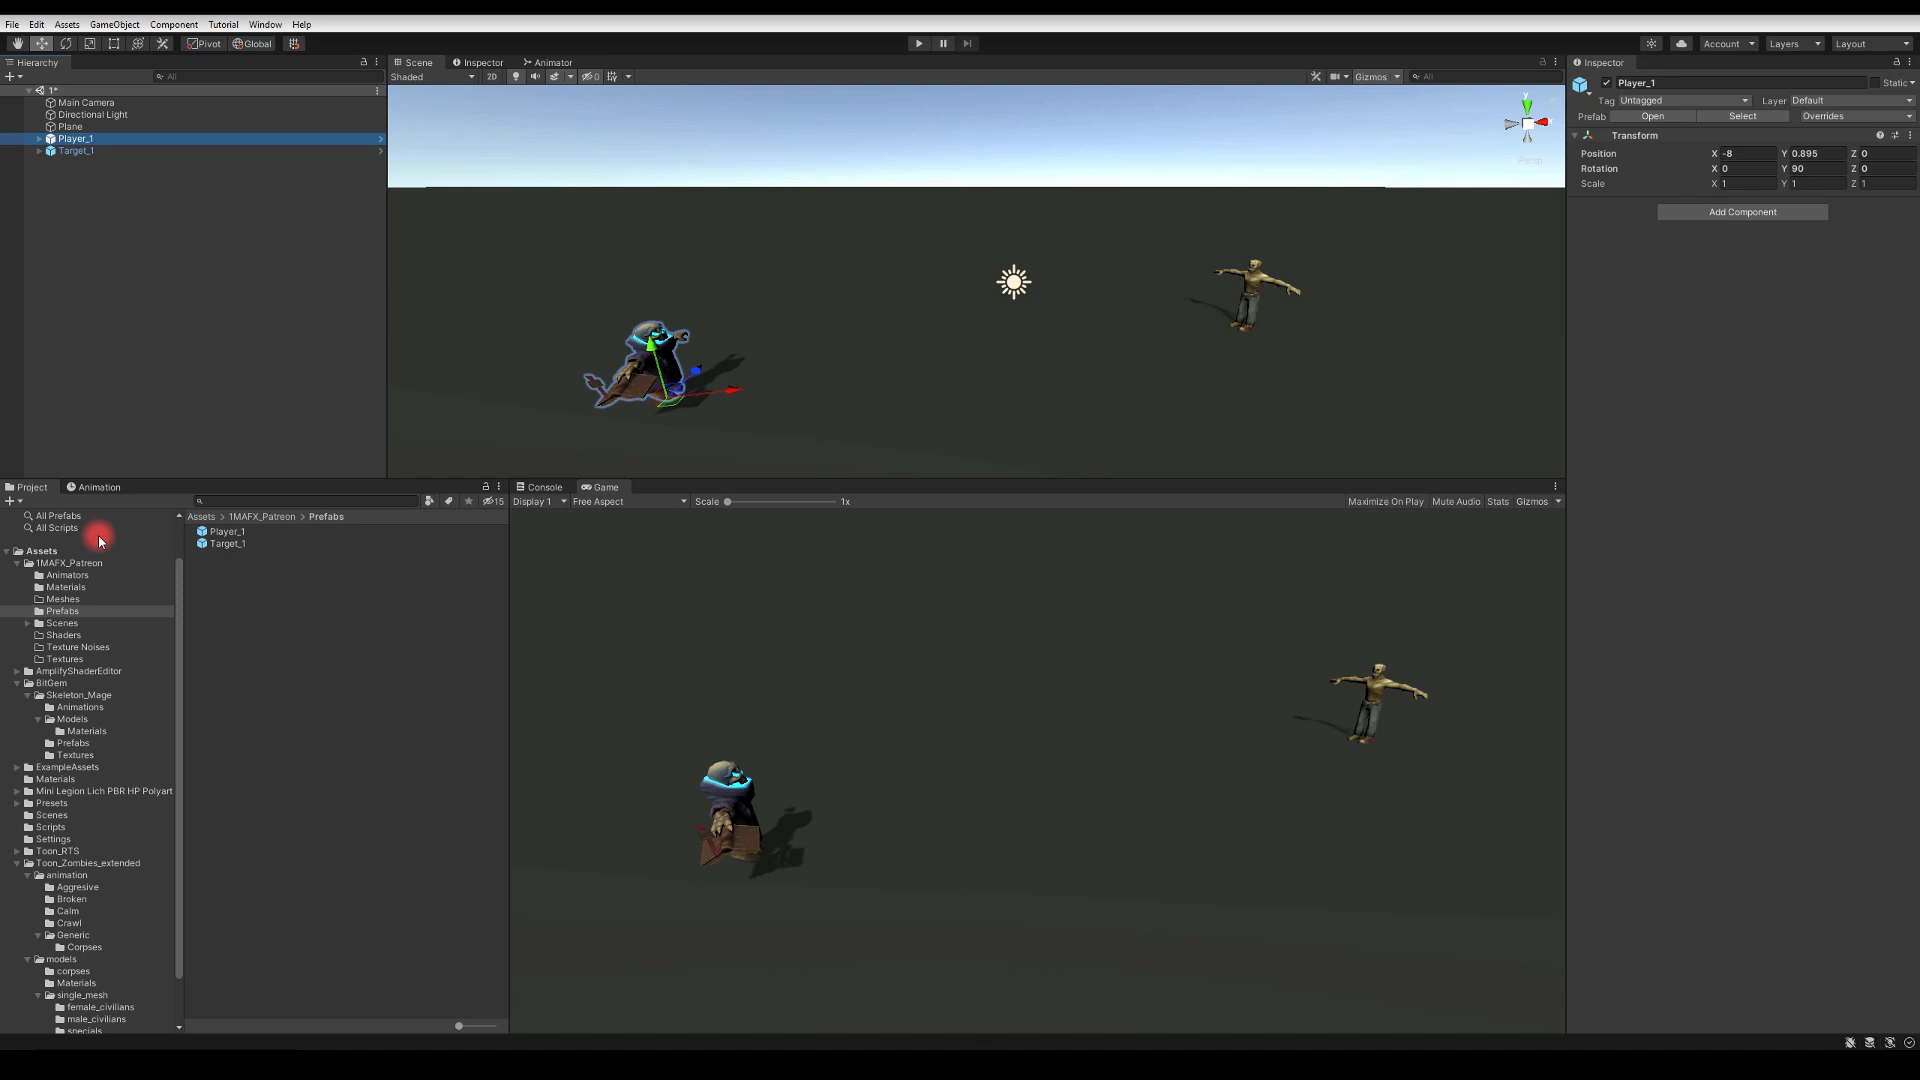 File Edit Assets GameObject Component Tutorial Window Help
Pivot Global Account Layers Layout
Hierarchy
All
1*
Main Camera
Directional Light
Plane
Player_1
Target_1
Scene Inspector Animator
Shaded 2D 0 Gizmos All
y
Persp
Inspector
Player_1 Static
Tag Untagged Layer Default
Prefab Open Select Overrides
Transform
Position X -8 Y 0.895 Z 0
Rotation X 0 Y 90 Z 0
Scale X 1 Y 1 Z 1
Add Component
Project Animation
15
All Prefabs
All Scripts
Assets
1MAFX_Patreon
Animators
Materials
Meshes
Prefabs
Scenes
Shaders
Texture Noises
Textures
AmplifyShaderEditor
BitGem
Skeleton_Mage
Animations
Models
Materials
Prefabs
Textures
ExampleAssets
Materials
Mini Legion Lich PBR HP Polyart
Presets
Scenes
Scripts
Settings
Toon_RTS
Toon_Zombies_extended
animation
Aggresive
Broken
Calm
Crawl
Generic
Corpses
models
corpses
Materials
single_mesh
female_civilians
male_civilians
specials
Assets > 1MAFX_Patreon > Prefabs
Player_1
Target_1
Console Game
Display 1 Free Aspect Scale 1x Maximize On Play Mute Audio Stats Gizmos